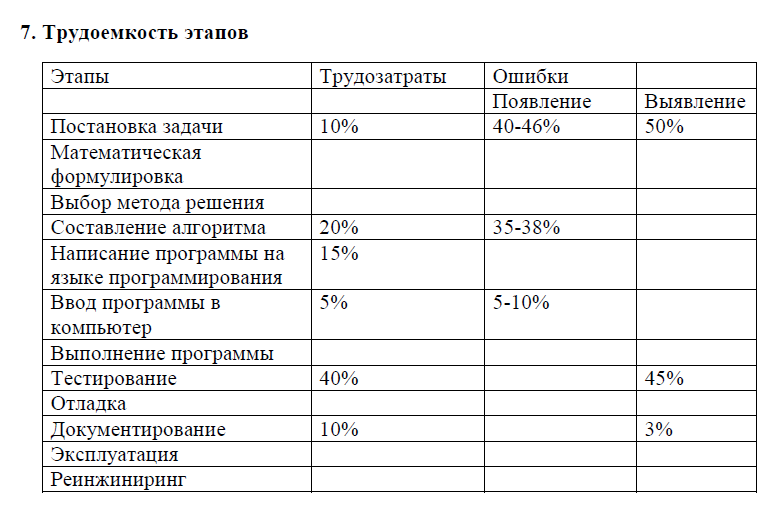 7. Трудоемкость этапов
Этапы Трудозатраты Ошибки
Появление Выявление
Постановка задачи 10% 40-46% 50%
Математическая
формулировка
Выбор метода решения
Составление алгоритма 20% 35-38%
Написание программы на 15%
языке программирования
Ввод программы в 5% 5-10%
компьютер
Выполнение программы
Тестирование 40% 45%
Отладка
Документирование 10% 3%
Эксплуатация
Реинжиниринг